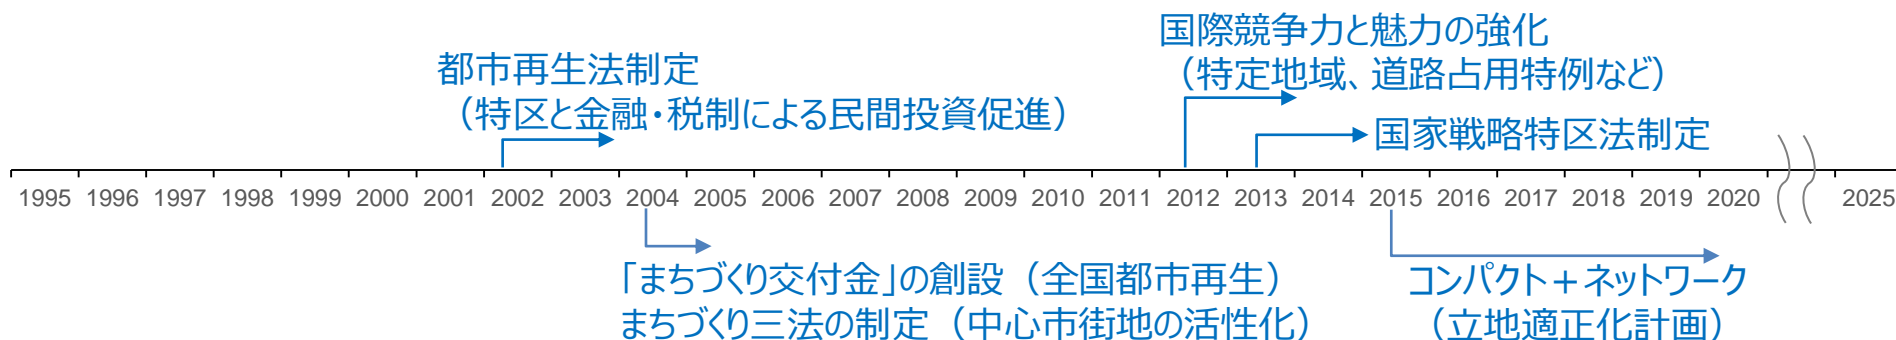 国際競争力と魅力の強化
（特定地域、道路占用特例など）
都市再生法制定
（特区と金融・税制による民間投資促進）
国家戦略特区法制定
1995 1996 1997 1998 1999 2000 2001 2002 2003 2004 2005 2006 2007 2008 2009 2010 2011 2012 2013 2014 2015 2016 2017 2018 2019 2020 2025
「まちづくり交付金」の創設（全国都市再生）
まちづくり三法の制定（中心市街地の活性化）
コンパクト＋ネットワーク
（立地適正化計画）